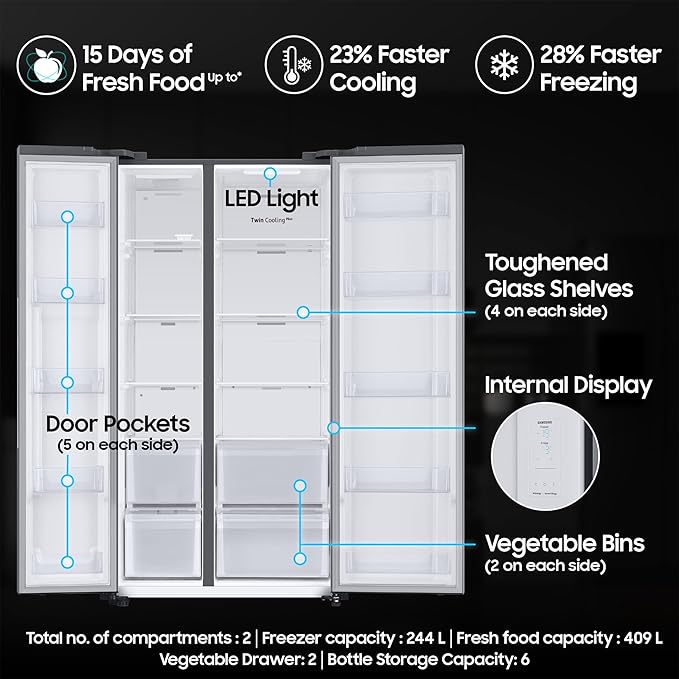 15 Days of
Fresh Food Up to*
23% Faster
Cooling
28% Faster
Freezing
LED Light
Twin Cooling Plus
Toughened
Glass Shelves
(4 on each side)
Internal Display
SAMSUNG
Door Pockets
(5 on each side)
Vegetable Bins
(2 on each side)
Total no. of compartments : 2 | Freezer capacity : 244 L | Fresh food capacity : 409 L
Vegetable Drawer: 2 | Bottle Storage Capacity: 6